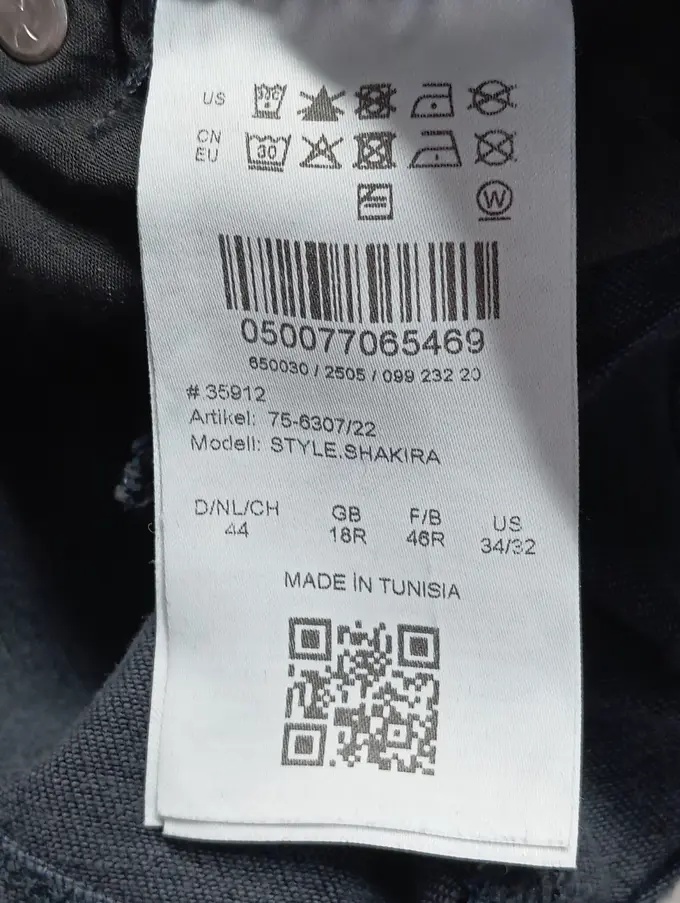 US 30C
CN
EU 30
W
050077065469
650030 / 2505 / 099 232 20
# 35912
Artikel: 75-6307/22
Modell: STYLE.SHAKIRA
D/NL/CH GB F/B US
44 18R 46R 34/32
MADE İN TUNISIA